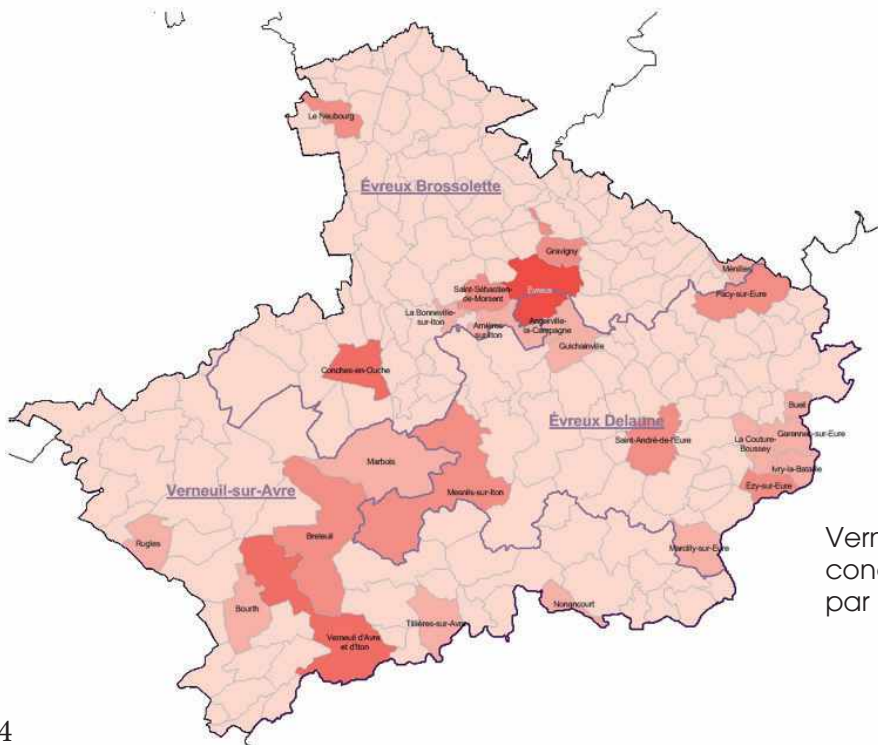 Le Neubourg
Évreux Brossolette
Gravigny
Ménilles
Pacy-sur-Eure
Saint-Sébastien-
de-Morsent
Évreux
La Bonneville-
sur-Iton
Arnières-
sur-Iton
Angerville-
la-Campagne
Guichainville
Conches-en-Ouche
Bueil
Évreux Delaune
Garennes-sur-Eure
Saint-André-de-l'Eure
La Couture-
Boussey
Marbois
Ivry-la-Bataille
Verneuil-sur-Avre
Mesnils-sur-Iton
Ezy-sur-Eure
Breteuil
Rugles
Marcilly-sur-Eure
Vern
conc
par
Bourth
Nonancourt
Tillières-sur-Avre
Verneuil d'Avre
et d'Iton
4